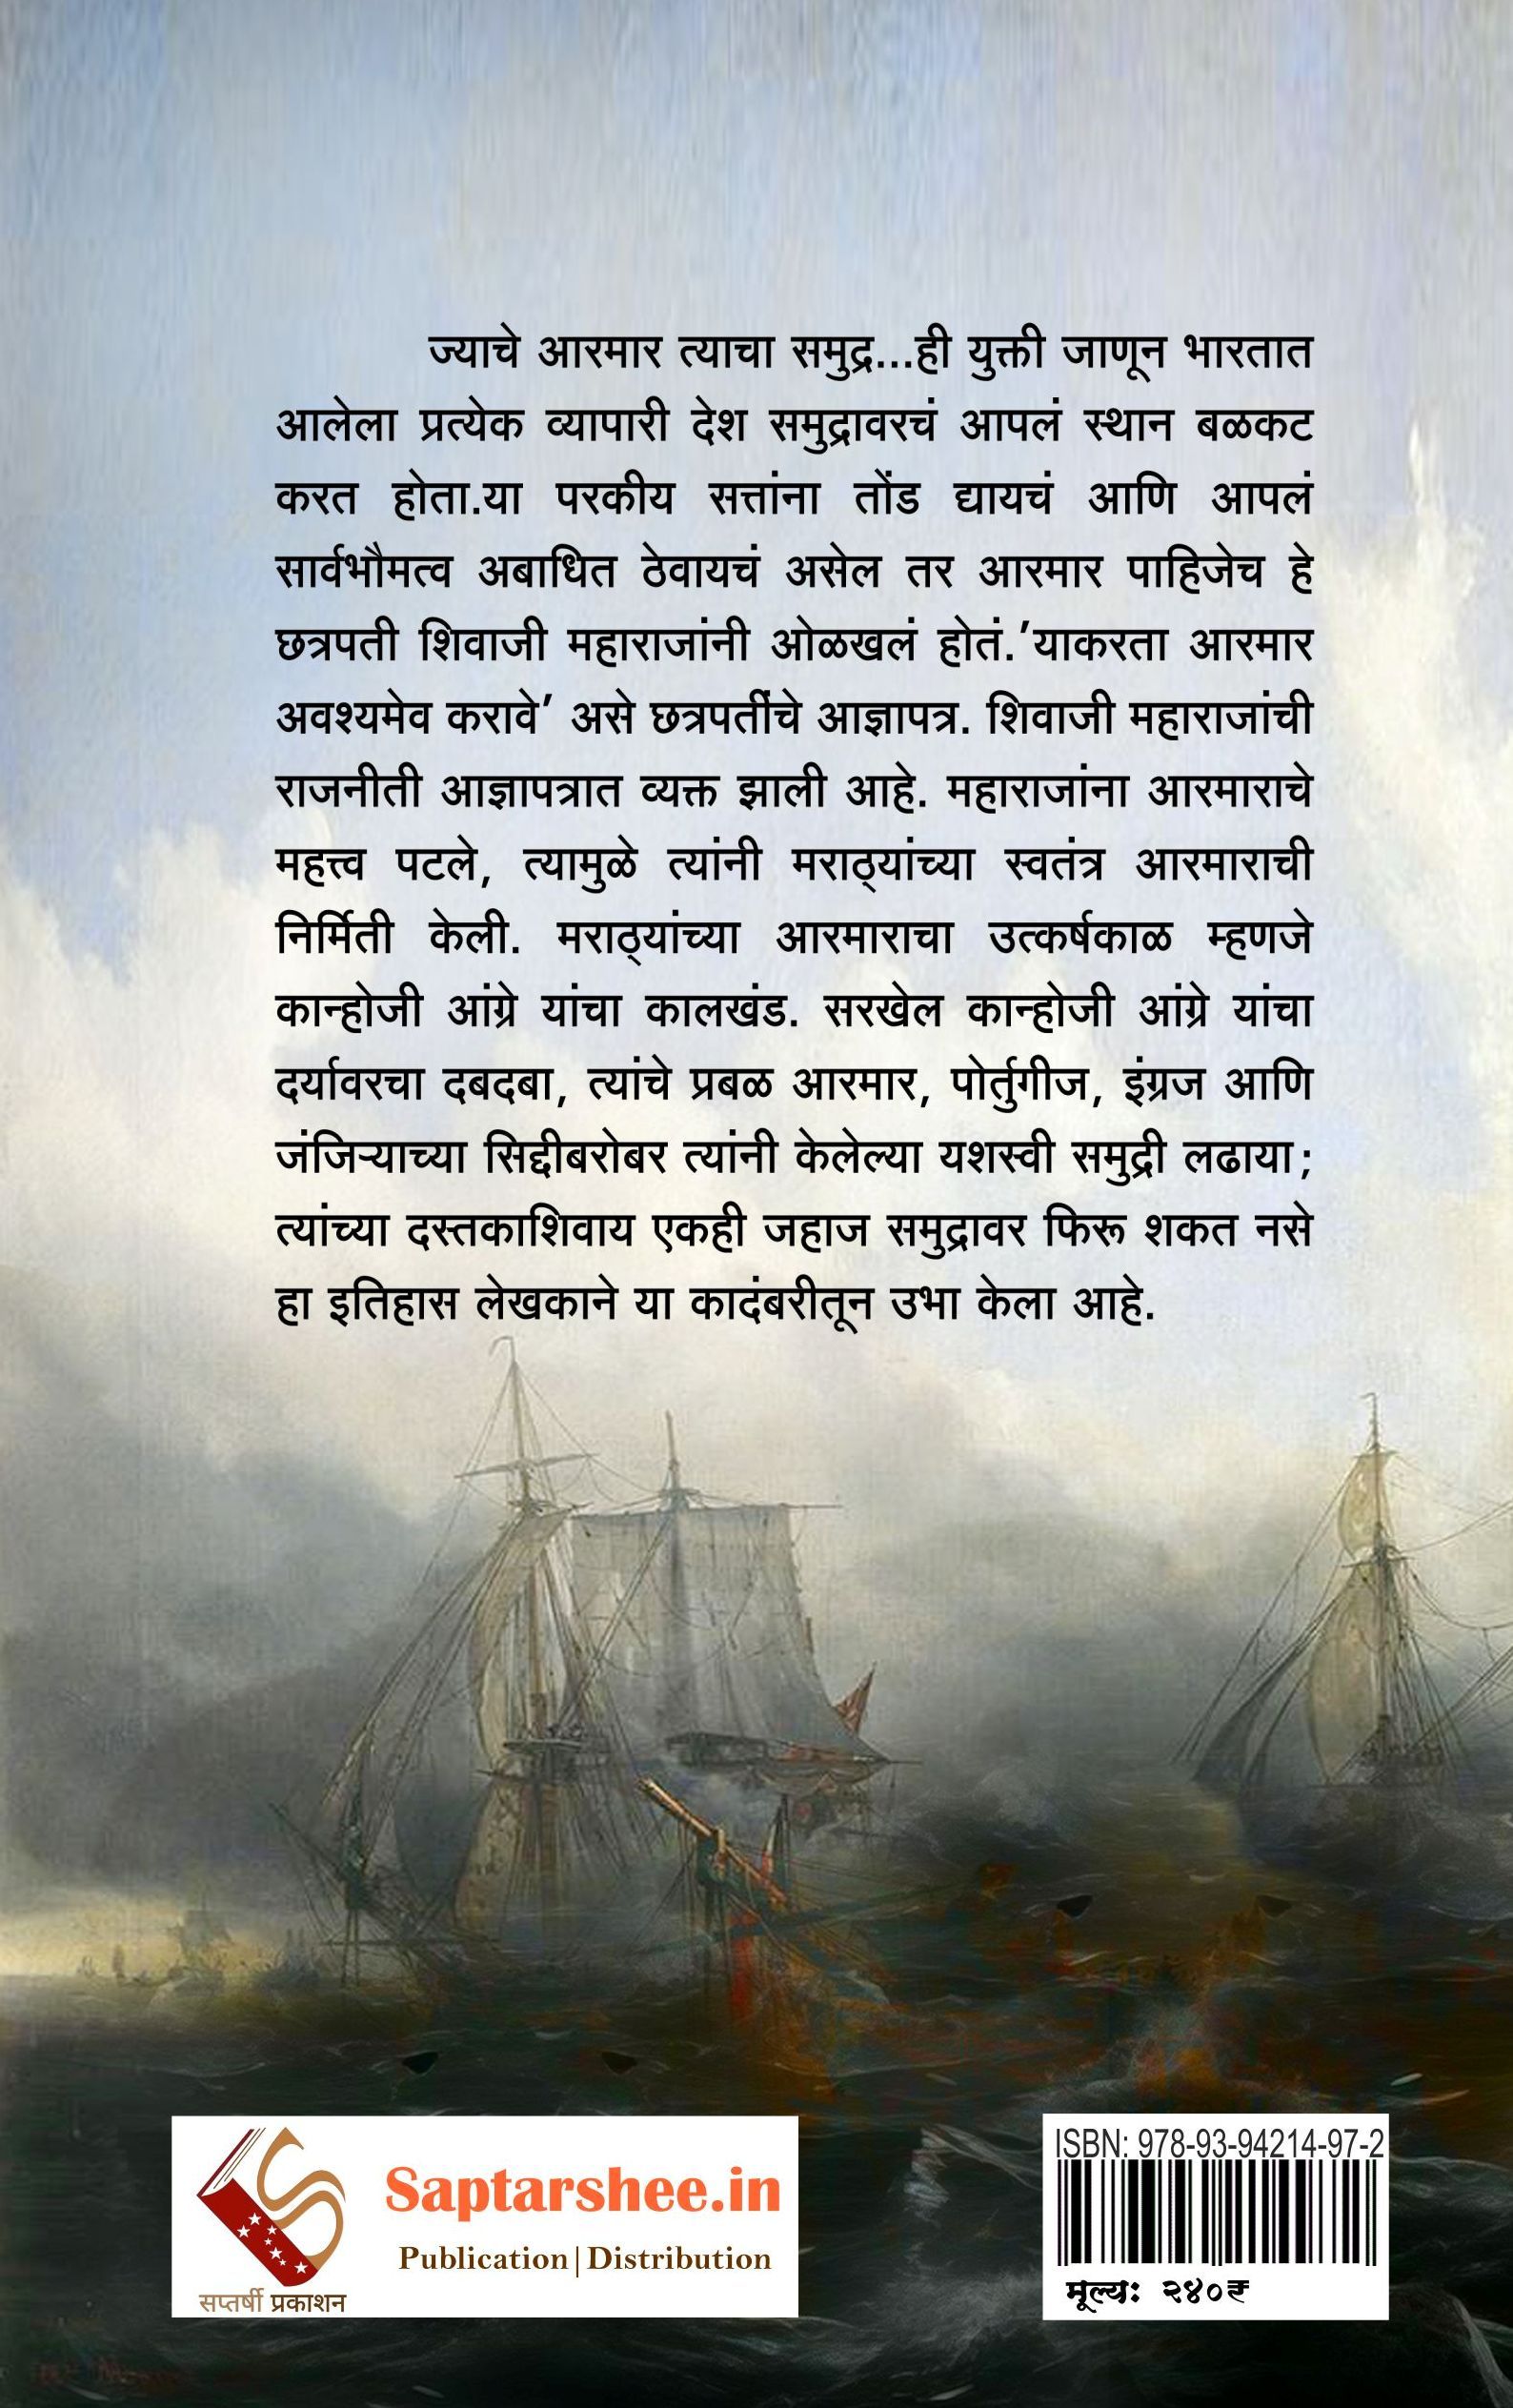 ज्याचे आरमार त्याचा समुद्र...ही युक्ती जाणून भारतात
आलेला प्रत्येक व्यापारी देश समुद्रावरचं आपलं स्थान बळकट
करत होता.या परकीय सत्तांना तोंड द्यायचं आणि आपलं
सार्वभौमत्व अबाधित ठेवायचं असेल तर आरमार पाहिजेच हे
छत्रपती शिवाजी महाराजांनी ओळखलं होतं.’याकरता आरमार
अवश्यमेव करावे’ असे छत्रपतींचे आज्ञापत्र. शिवाजी महाराजांची
राजनीती आज्ञापत्रात व्यक्त झाली आहे. महाराजांना आरमाराचे
महत्त्व पटले, त्यामुळे त्यांनी मराठ्यांच्या स्वतंत्र आरमाराची
निर्मिती केली. मराठ्यांच्या आरमाराचा उत्कर्षकाळ म्हणजे
कान्होजी आंग्रे यांचा कालखंड. सरखेल कान्होजी आंग्रे यांचा
दर्यावरचा दबदबा, त्यांचे प्रबळ आरमार, पोर्तुगीज, इंग्रज आणि
जंजिऱ्याच्या सिद्दीबरोबर त्यांनी केलेल्या यशस्वी समुद्री लढाया;
त्यांच्या दस्तकाशिवाय एकही जहाज समुद्रावर फिरू शकत नसे
हा इतिहास लेखकाने या कादंबरीतून उभा केला आहे.
Saptarshee.in
Publication|Distribution
सप्तर्षी प्रकाशन
ISBN: 978-93-94214-97-2
मूल्यः २४०₹